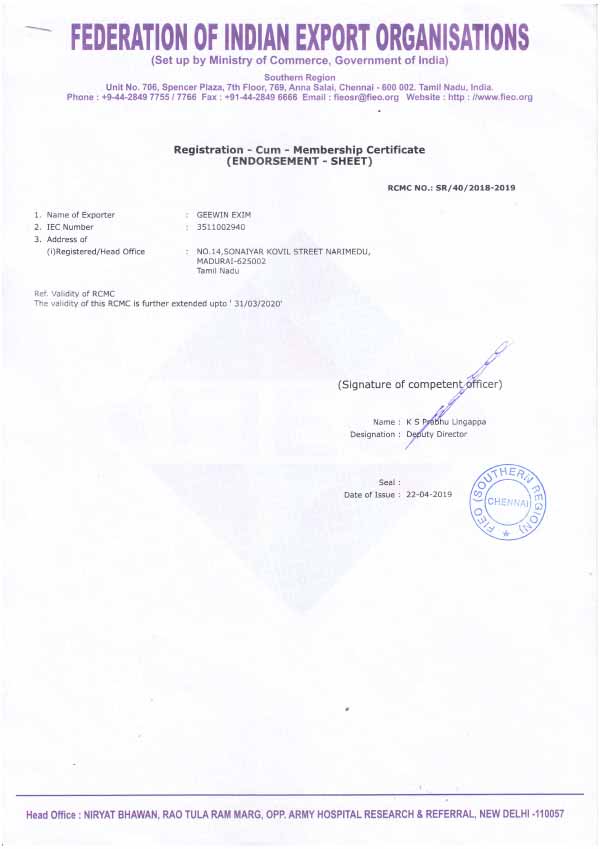 FEDERATION OF INDIAN EXPORT ORGANISATIONS
(Set up by Ministry of Commerce, Government of India)
Southern Region
Unit No. 706, Spencer Plaza, 7th Floor, 769, Anna Salai, Chennai - 600 002. Tamil Nadu, India.
Phone : +9-44-2849 7755 / 7766 Fax : +91-44-2849 6666 Email : fieosr@fieo.org Website : http : //www.fieo.org
Registration - Cum - Membership Certificate
(ENDORSEMENT - SHEET)
RCMC NO.: SR/40/2018-2019
1. Name of Exporter : GEEWIN EXIM
2. IEC Number : 3511002940
3. Address of
(i)Registered/Head Office : NO.14,SONAIYAR KOVIL STREET NARIMEDU,
MADURAI-625002
Tamil Nadu
Ref. Validity of RCMC
The validity of this RCMC is further extended upto ' 31/03/2020'
(Signature of competent officer)
Name : K S Prabhu Lingappa
Designation : Deputy Director
Seal :
Date of Issue : 22-04-2019
FIEO (SOUTHERN REGION)
CHENNAI
Head Office : NIRYAT BHAWAN, RAO TULA RAM MARG, OPP. ARMY HOSPITAL RESEARCH & REFERRAL, NEW DELHI -110057